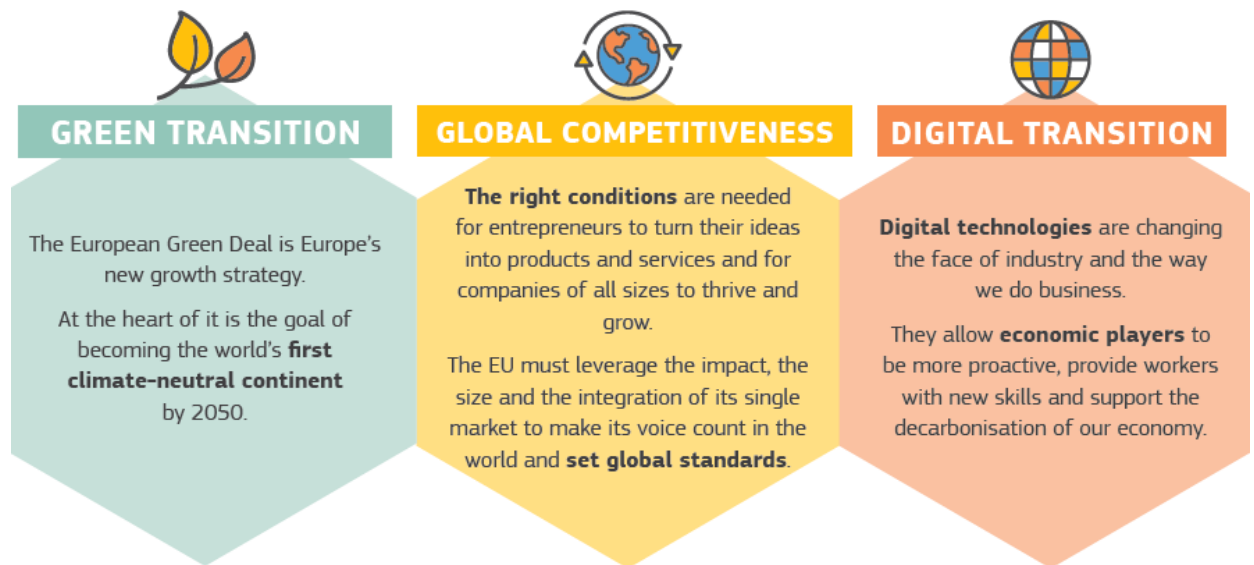 GREEN TRANSITION
The European Green Deal is Europe's
new growth strategy.
At the heart of it is the goal of
becoming the world's first
climate-neutral continent
by 2050.
GLOBAL COMPETITIVENESS
The right conditions are needed
for entrepreneurs to turn their ideas
into products and services and for
companies of all sizes to thrive and
grow.
The EU must leverage the impact, the
size and the integration of its single
market to make its voice count in the
world and set global standards.
DIGITAL TRANSITION
Digital technologies are changing
the face of industry and the way
we do business.
They allow economic players to
be more proactive, provide workers
with new skills and support the
decarbonisation of our economy.